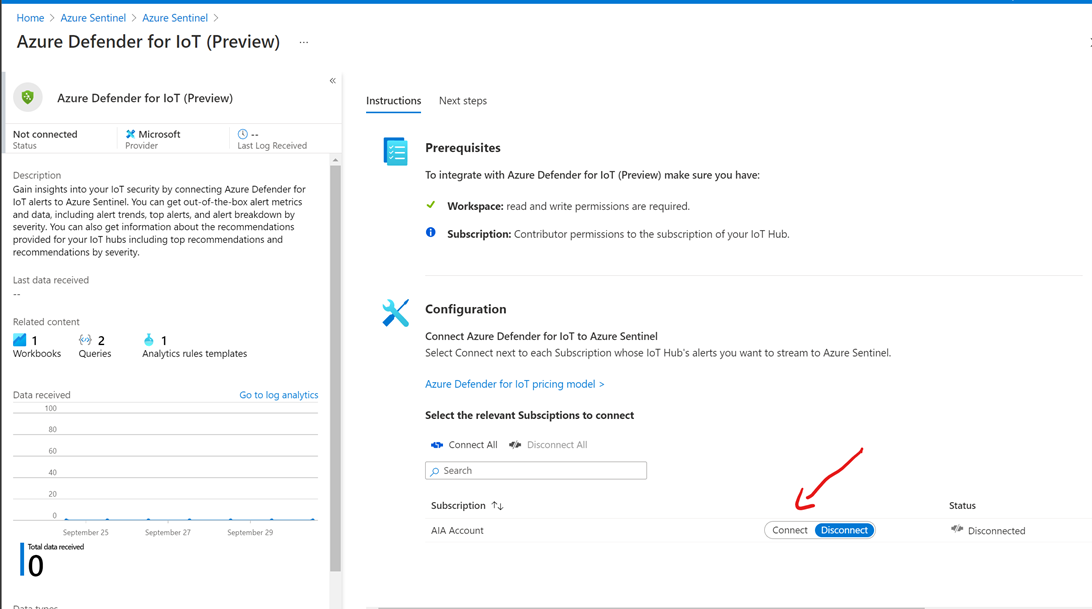 Home > Azure Sentinel > Azure Sentinel >
Azure Defender for IoT (Preview) ...
«
Azure Defender for IoT (Preview)
Not connected
Status
Microsoft
Provider
--
Last Log Received
Description
Gain insights into your IoT security by connecting Azure Defender for
IoT alerts to Azure Sentinel. You can get out-of-the-box alert metrics
and data, including alert trends, top alerts, and alert breakdown by
severity. You can also get information about the recommendations
provided for your IoT hubs including top recommendations and
recommendations by severity.
Last data received
--
Related content
1
Workbooks
2
Queries
1
Analytics rules templates
Data received
Go to log analytics
100
80
60
40
20
0
September 25
September 27
September 29
Total data received
0
Data types
Instructions
Next steps
Prerequisites
To integrate with Azure Defender for IoT (Preview) make sure you have:
Workspace: read and write permissions are required.
Subscription: Contributor permissions to the subscription of your IoT Hub.
Configuration
Connect Azure Defender for IoT to Azure Sentinel
Select Connect next to each Subscription whose IoT Hub's alerts you want to stream to Azure Sentinel.
Azure Defender for IoT pricing model >
Select the relevant Subsciptions to connect
Connect All
Disconnect All
Search
Subscription ↑↓
Status
AIA Account
Connect
Disconnect
Disconnected